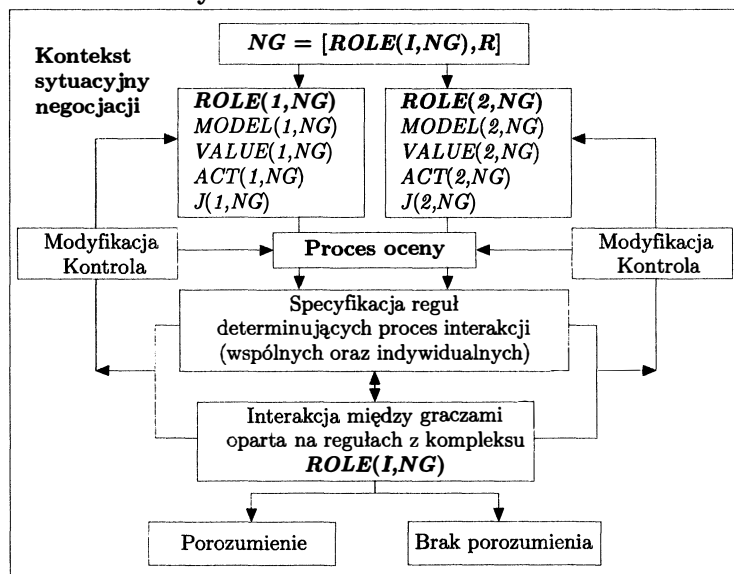 NG = [ROLE(I,NG),R]
Kontekst
sytuacyjny
negocjacji
ROLE(1,NG)
MODEL(1,NG)
VALUE(1,NG)
ACT(1,NG)
J(1,NG)
ROLE(2,NG)
MODEL(2,NG)
VALUE(2,NG)
ACT(2,NG)
J(2,NG)
Modyfikacja
Kontrola
Proces oceny
Modyfikacja
Kontrola
Specyfikacja reguł
determinujących proces interakcji
(wspólnych oraz indywidualnych)
Interakcja między graczami
oparta na regułach z kompleksu
ROLE(I,NG)
Porozumienie
Brak porozumienia